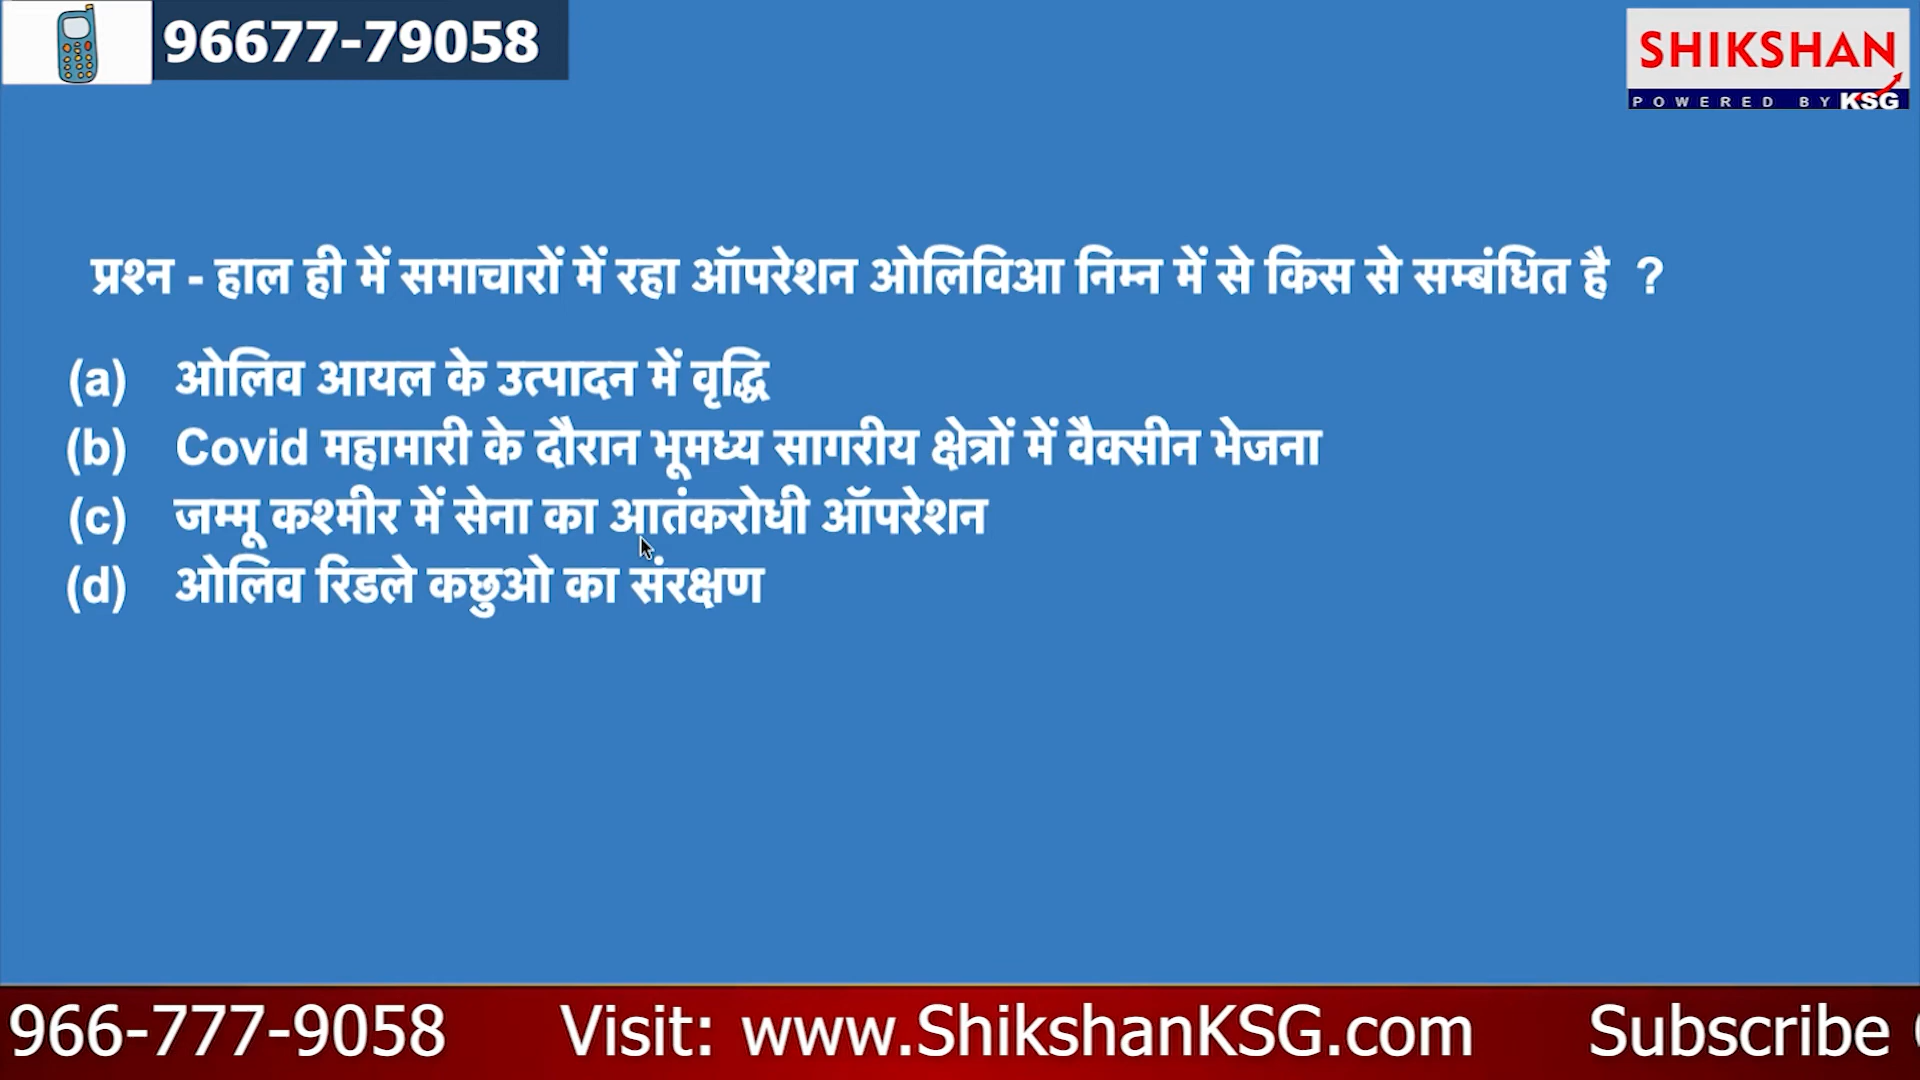 96677-79058
SHIKSHAN
POWERED BY KSG
प्रश्न - हाल ही में समाचारों में रहा ऑपरेशन ओलिविआ निम्न में से किस से सम्बंधित है ?
(a) ओलिव आयल के उत्पादन में वृद्धि
(b) Covid महामारी के दौरान भूमध्य सागरीय क्षेत्रों में वैक्सीन भेजना
(c) जम्मू कश्मीर में सेना का आतंकरोधी ऑपरेशन
(d) ओलिव रिडले कछुओ का संरक्षण
966-777-9058 Visit: www.ShikshanKSG.com Subscribe